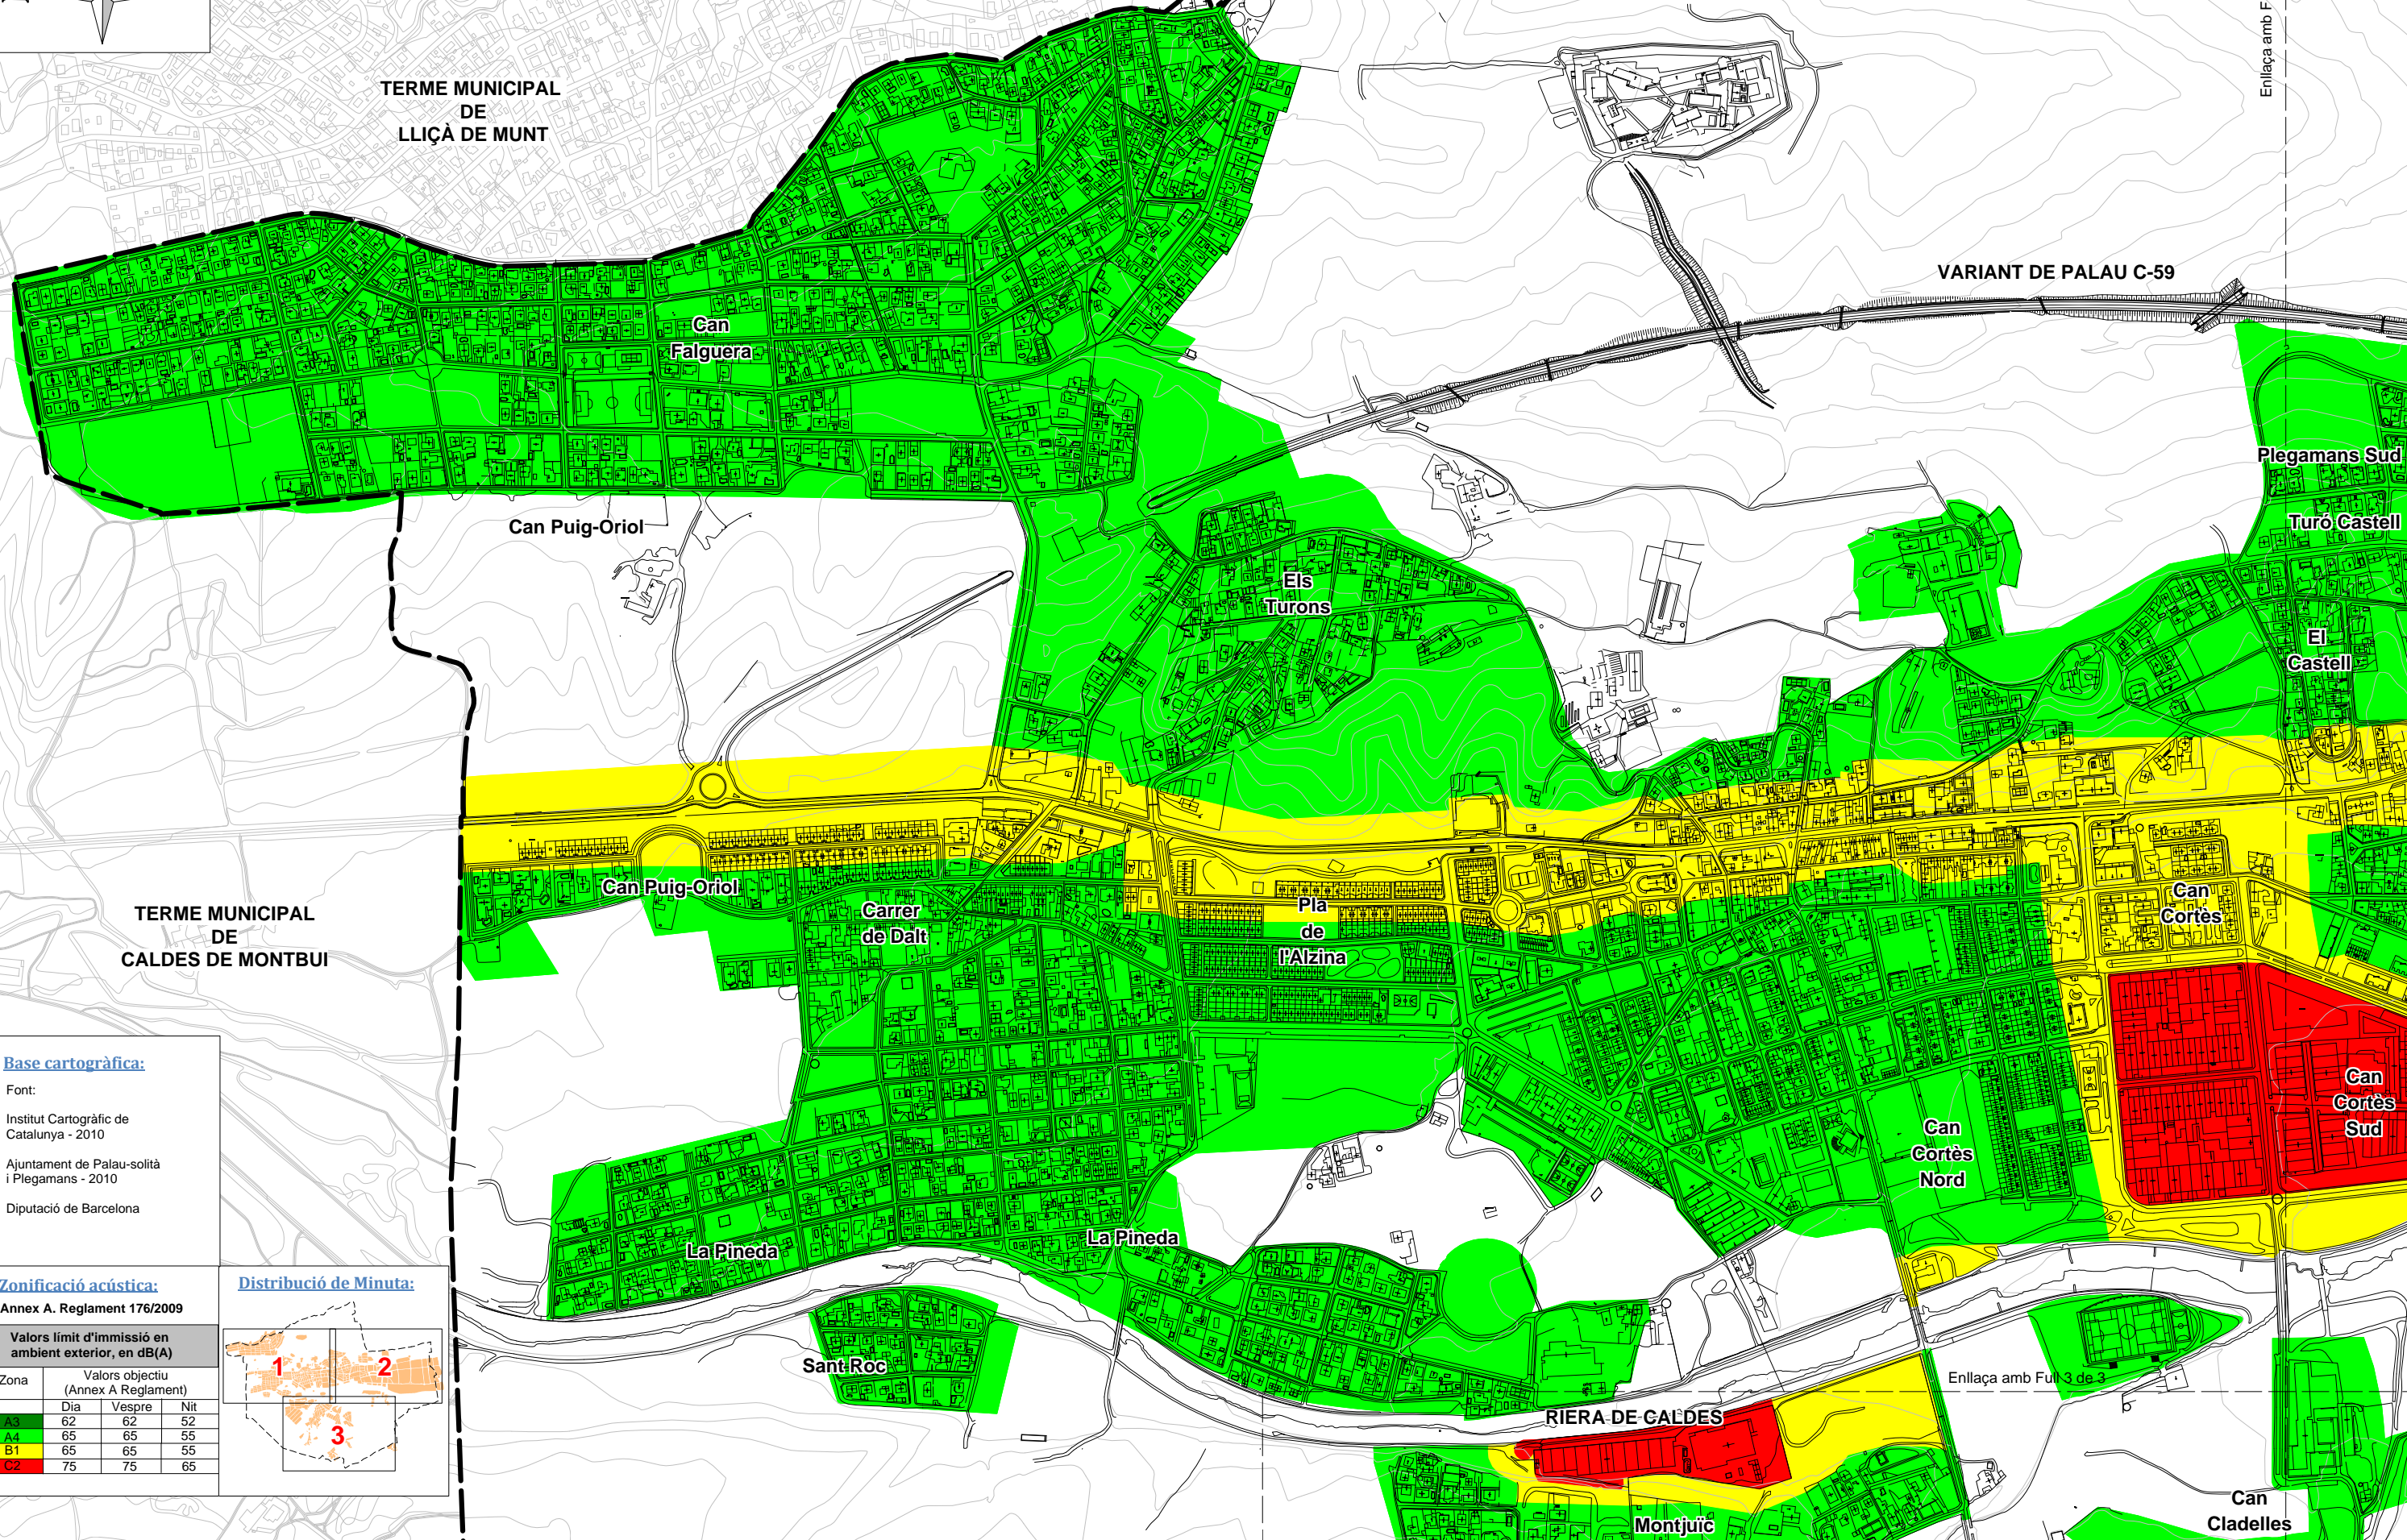 TERME MUNICIPAL
DE
LLIÇÀ DE MUNT
Enllaça amb F
VARIANT DE PALAU C-59
Can
Falguera
Plegamans Sud
Turó Castell
Can Puig-Oriol
Els
Turons
El
Castell
Can Puig-Oriol
Carrer
de Dalt
Pla
de
l'Alzina
Can
Cortès
TERME MUNICIPAL
DE
CALDES DE MONTBUI
Can
Cortès
Sud
Can
Cortès
Nord
La Pineda
La Pineda
Sant Roc
Enllaça amb Full 3 de 3
RIERA DE CALDES
Montjuïc
Can
Cladelles
Base cartogràfica:
Font:
Institut Cartogràfic de
Catalunya - 2010
Ajuntament de Palau-solità
i Plegamans - 2010
Diputació de Barcelona
Zonificació acústica:
Annex A. Reglament 176/2009
Valors límit d'immissió en
ambient exterior, en dB(A)
Zona Valors objectiu
(Annex A Reglament)
Dia Vespre Nit
A3 62 62 52
A4 65 65 55
B1 65 65 55
C2 75 75 65
Distribució de Minuta:
1
2
3